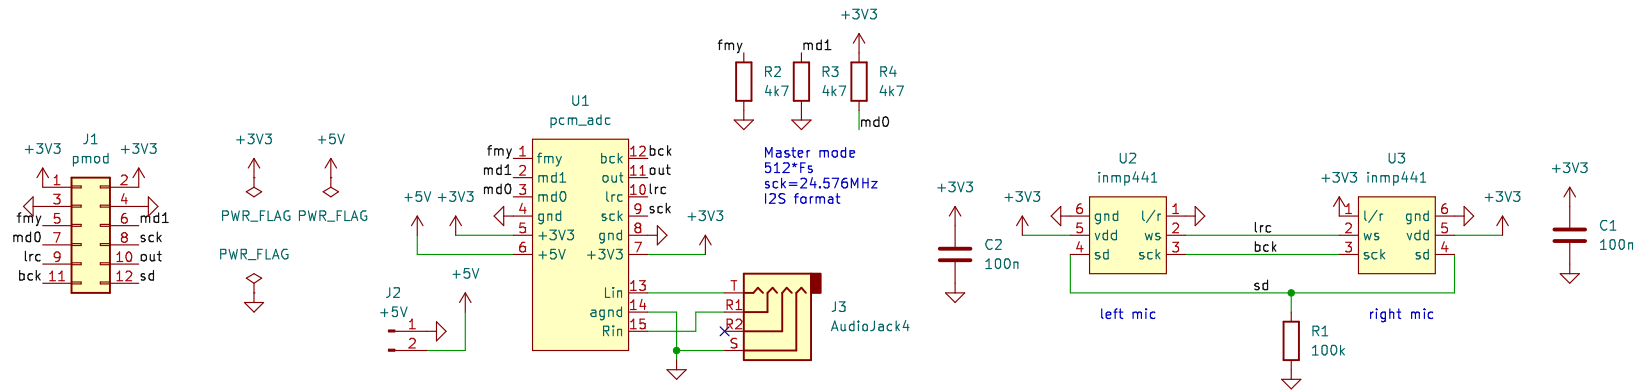 J1
pmod
+3V3
+3V3
1
2
3
4
fmy
5
6
md1
md0
7
8
sck
lrc
9
10
out
bck
11
12
sd
+3V3
+5V
PWR_FLAG
PWR_FLAG
PWR_FLAG
J2
+5V
1
2
+5V
U1
pcm_adc
fmy
1
fmy
bck
12
bck
md1
2
md1
out
11
out
md0
3
md0
lrc
10
lrc
+5V
+3V3
4
gnd
sck
9
sck
5
+3V3
gnd
8
+3V3
6
+5V
+3V3
7
Lin
13
agnd
14
Rin
15
T
R1
R2
S
J3
AudioJack4
fmy
R2
4k7
md1
R3
4k7
+3V3
R4
4k7
md0
Master mode
512*Fs
sck=24.576MHz
I2S format
+3V3
C2
100n
U2
inmp441
+3V3
6
gnd
l/r
1
5
vdd
ws
2
4
sd
sck
3
lrc
bck
sd
left mic
U3
inmp441
+3V3
1
l/r
gnd
6
2
ws
vdd
5
3
sck
sd
4
+3V3
right mic
R1
100k
+3V3
C1
100n